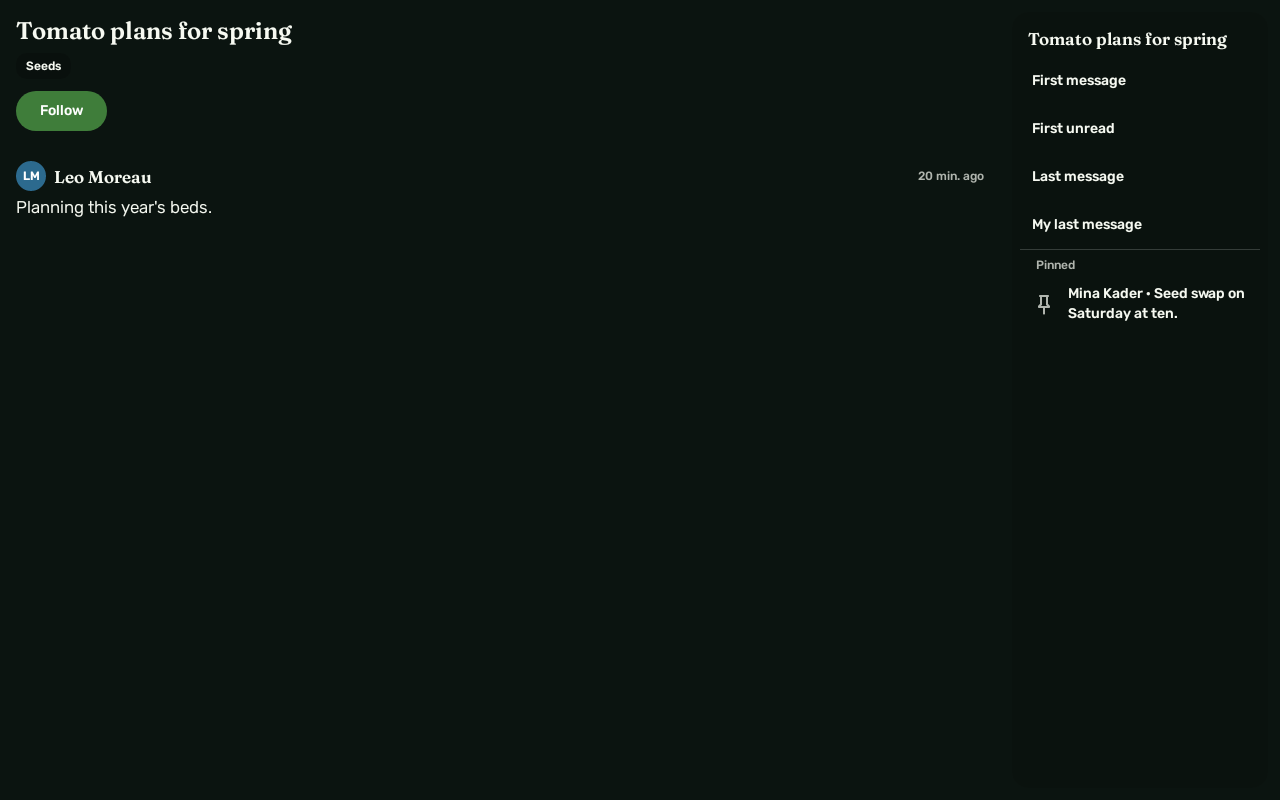 Tomato plans for spring
Seeds
Follow
LM
Leo Moreau
20 min. ago
Planning this year's beds.
Tomato plans for spring
First message
First unread
Last message
My last message
Pinned
Mina Kader • Seed swap on
Saturday at ten.